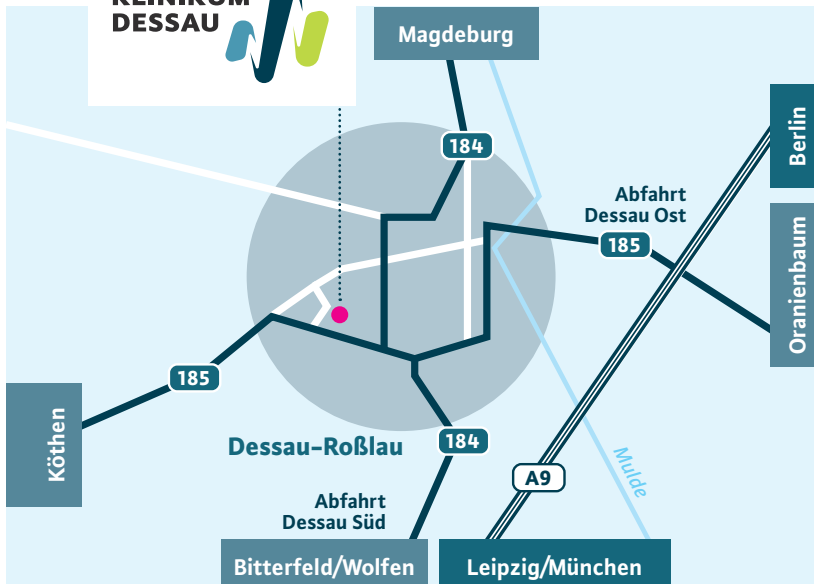 KLINIKUM
DESSAU
Magdeburg
184
Berlin
Abfahrt
Dessau Ost
185
Oranienbaum
185
Köthen
Dessau-Roßlau
184
Mulde
A9
Abfahrt
Dessau Süd
Bitterfeld/Wolfen
Leipzig/München